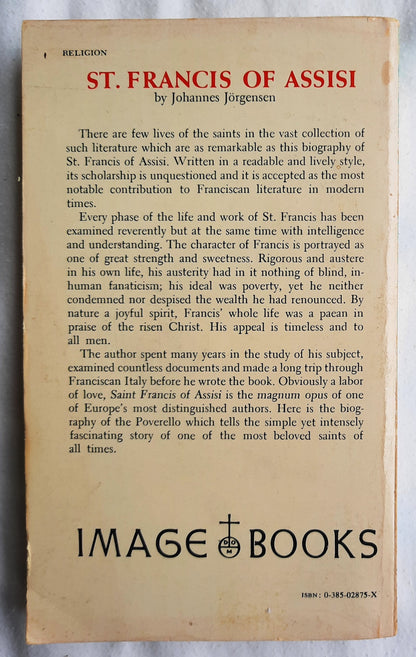 RELIGION
ST. FRANCIS OF ASSISI
by Johannes Jörgensen
There are few lives of the saints in the vast collection of
such literature which are as remarkable as this biography of
St. Francis of Assisi. Written in a readable and lively style,
its scholarship is unquestioned and it is accepted as the most
notable contribution to Franciscan literature in modern
times.
Every phase of the life and work of St. Francis has been
examined reverently but at the same time with intelligence
and understanding. The character of Francis is portrayed as
one of great strength and sweetness. Rigorous and austere
in his own life, his austerity had in it nothing of blind, in-
human fanaticism; his ideal was poverty, yet he neither
condemned nor despised the wealth he had renounced. By
nature a joyful spirit, Francis' whole life was a paean in
praise of the risen Christ. His appeal is timeless and to
all men.
The author spent many years in the study of his subject,
examined countless documents and made a long trip through
Franciscan Italy before he wrote the book. Obviously a labor
of love, Saint Francis of Assisi is the magnum opus of one
of Europe's most distinguished authors. Here is the biog-
raphy of the Poverello which tells the simple yet intensely
fascinating story of one of the most beloved saints of
all times.
IMAGE D O M BOOKS
ISBN: 0-385-02875-X